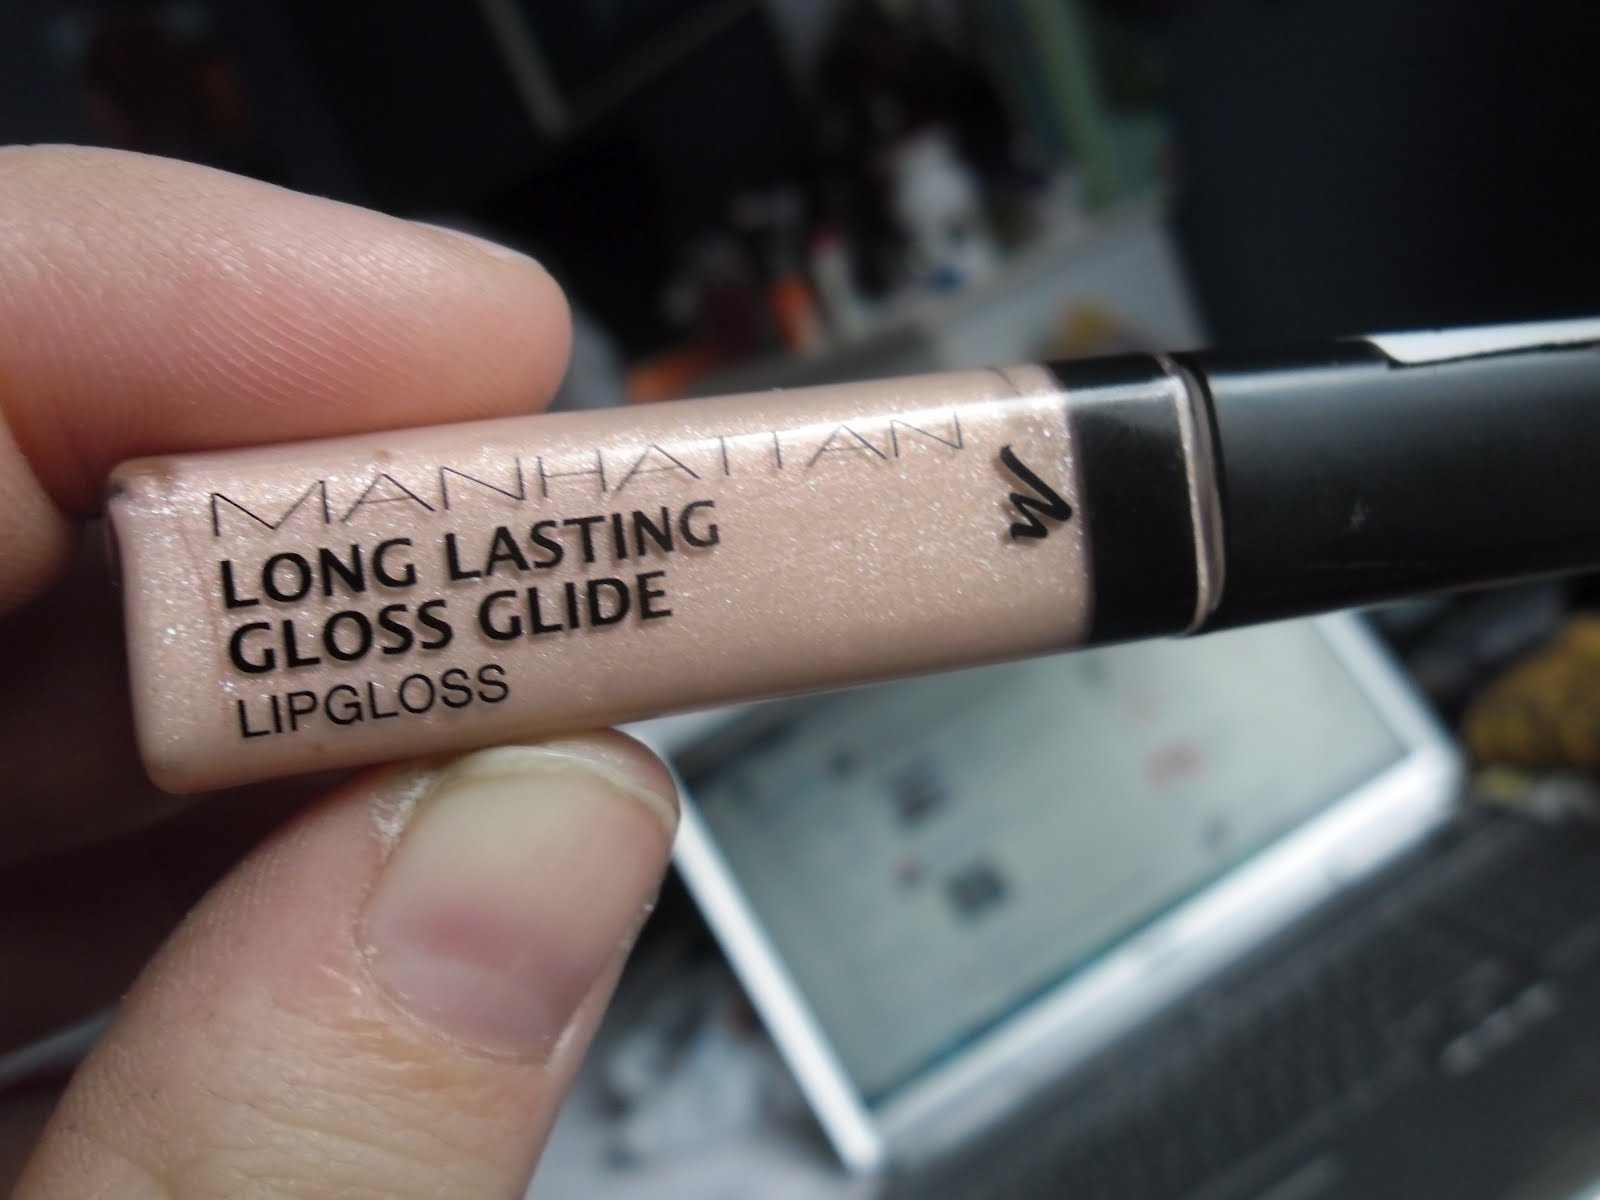 MANHATTAN
LONG LASTING
GLOSS GLIDE
LIPGLOSS
M